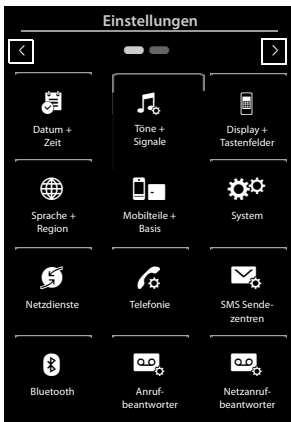 Einstellungen
Datum +
Zeit
Töne +
Signale
Display +
Tastenfelder
Sprache +
Region
Mobilteile +
Basis
System
Netzdienste
Telefonie
SMS Sende-
zentren
Bluetooth
Anruf-
beantworter
Netzanruf-
beantworter